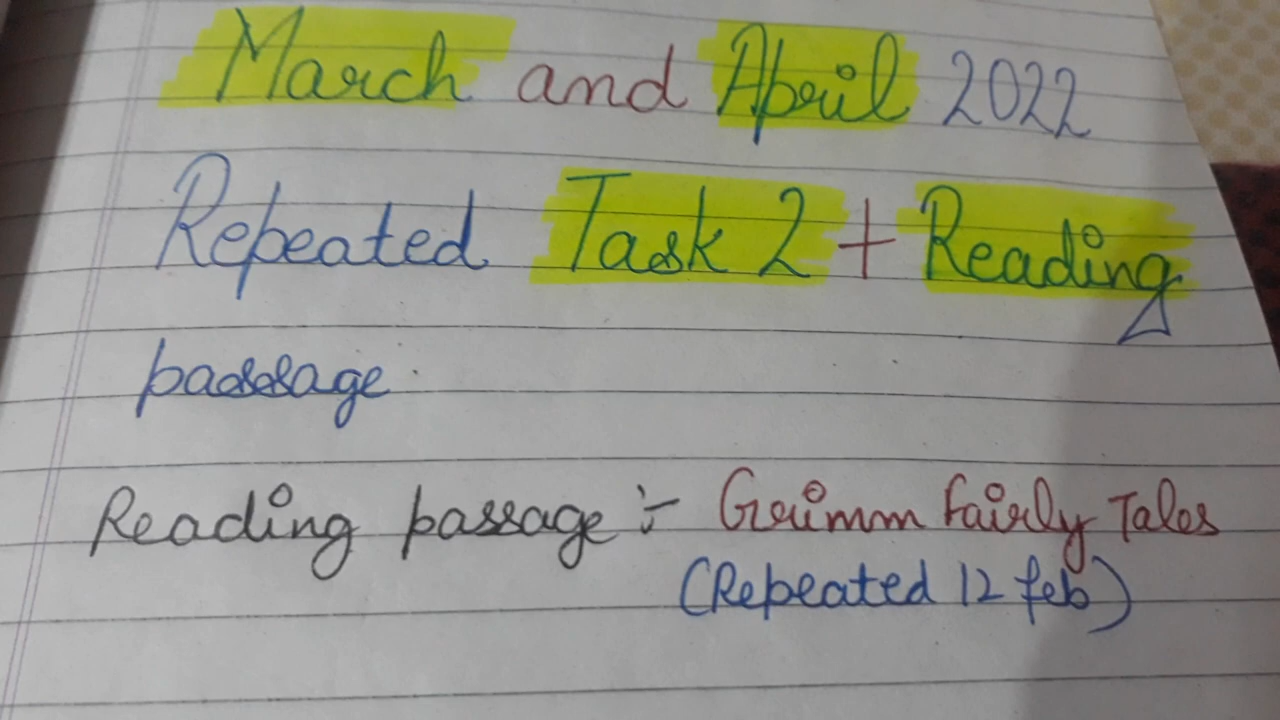 March and April 2022
Repeated Task 2 + Reading
passage
Reading passage :- Grimm Fairly Tales
(Repeated 12 feb)